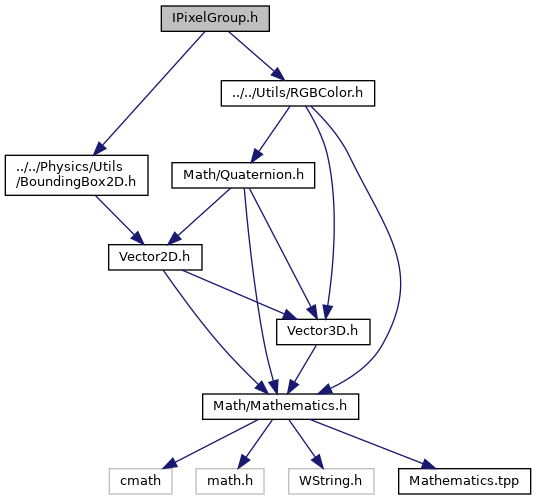 IPixelGroup.h
../../Utils/RGBColor.h
../../Physics/Utils
/BoundingBox2D.h
Math/Quaternion.h
Vector2D.h
Vector3D.h
Math/Mathematics.h
cmath
math.h
WString.h
Mathematics.tpp